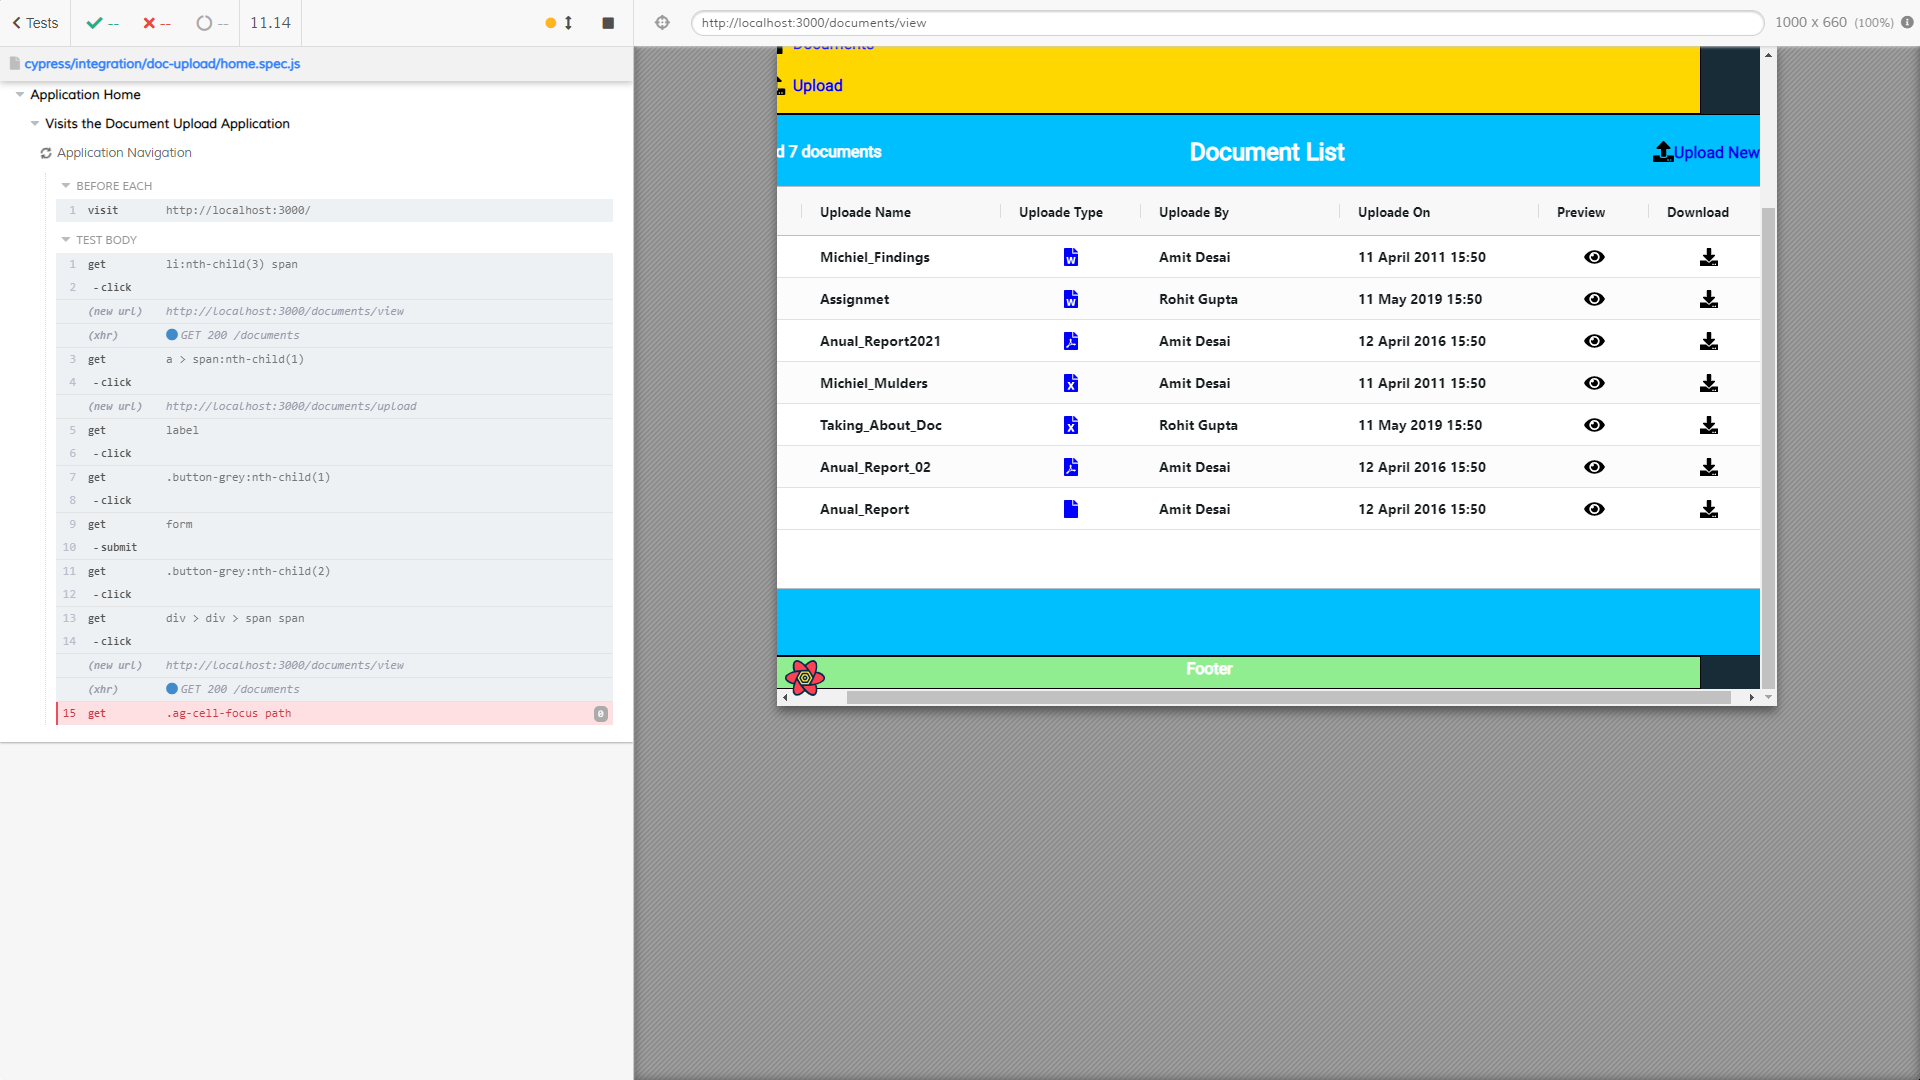 Tests
--
--
--
11.14
http://localhost:3000/documents/view
1000 x 660 (100%)
cypress/integration/doc-upload/home.spec.js
Application Home
Visits the Document Upload Application
Application Navigation
BEFORE EACH
1 visit http://localhost:3000/
TEST BODY
1 get li:nth-child(3) span
2 - click
(new url) http://localhost:3000/documents/view
(xhr) GET 200 /documents
3 get a > span:nth-child(1)
4 - click
(new url) http://localhost:3000/documents/upload
5 get label
6 - click
7 get .button-grey:nth-child(1)
8 - click
9 get form
10 - submit
11 get .button-grey:nth-child(2)
12 - click
13 get div > div > span span
14 - click
(new url) http://localhost:3000/documents/view
(xhr) GET 200 /documents
15 get .ag-cell-focus path 0
Documents
Upload
d 7 documents Document List Upload New
Uploade Name Uploade Type Uploade By Uploade On Preview Download
Michiel_Findings Amit Desai 11 April 2011 15:50
Assignmet Rohit Gupta 11 May 2019 15:50
Anual_Report2021 Amit Desai 12 April 2016 15:50
Michiel_Mulders Amit Desai 11 April 2011 15:50
Taking_About_Doc Rohit Gupta 11 May 2019 15:50
Anual_Report_02 Amit Desai 12 April 2016 15:50
Anual_Report Amit Desai 12 April 2016 15:50
Footer